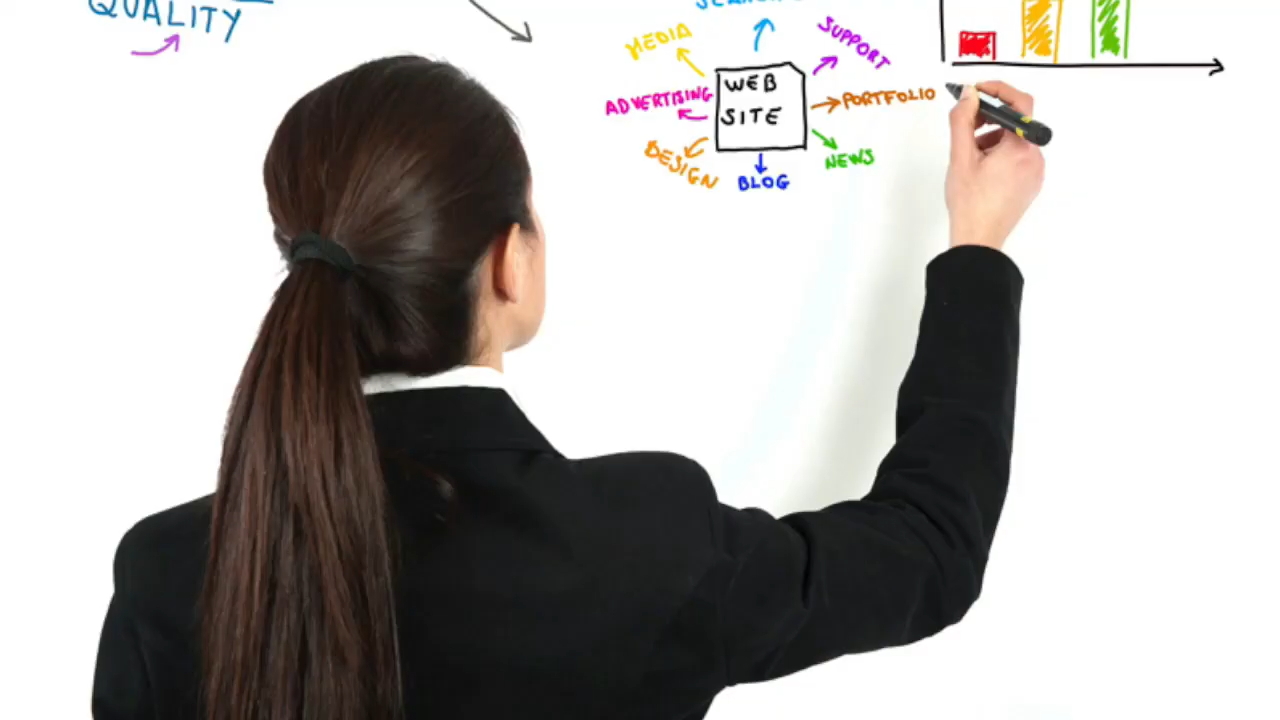 QUALITY
MEDIA
SUPPORT
WEB
SITE
ADVERTISING
PORTFOLIO
DESIGN
BLOG
NEWS